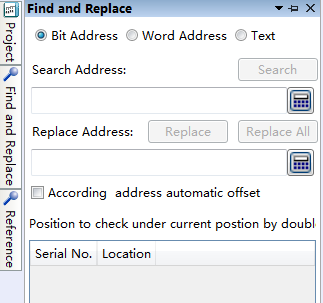 Find and Replace
Bit Address Word Address Text
Search Address: Search
Replace Address: Replace Replace All
According address automatic offset
Position to check under current postion by doubl
Serial No. Location
Project
Find and Replace
Reference